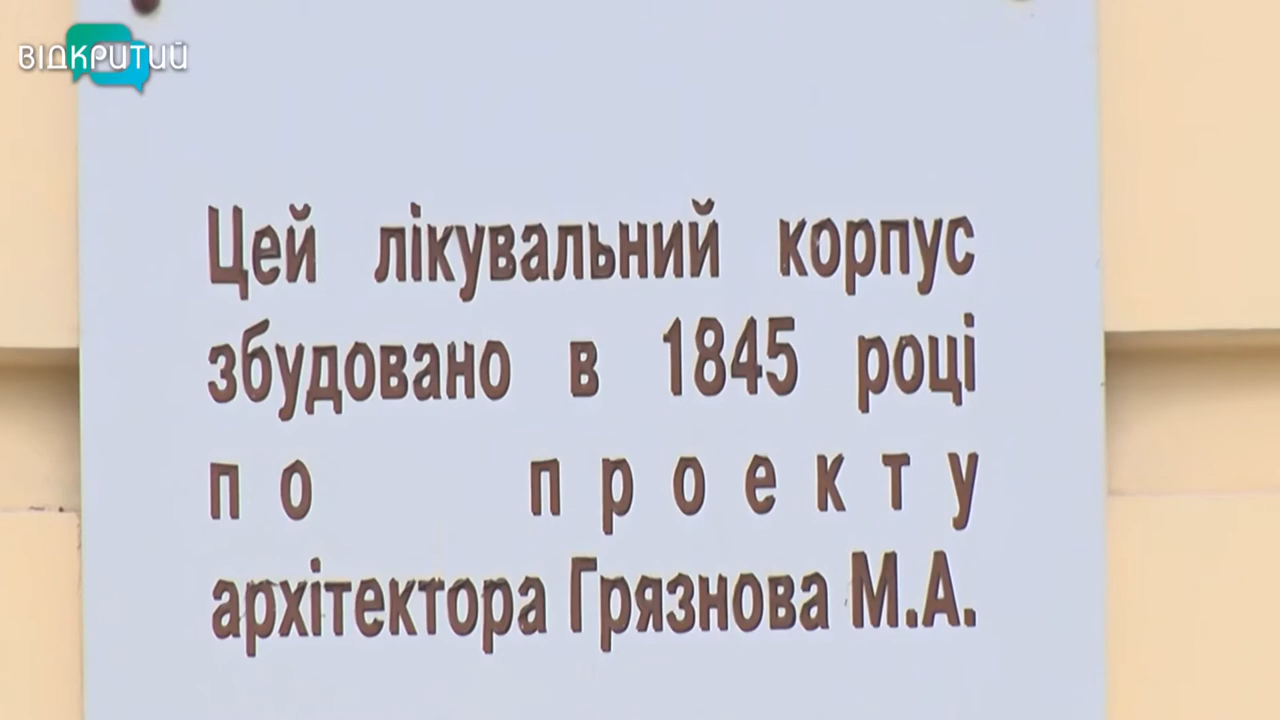 ВІДКРИТИЙ
Цей лікувальний корпус
збудовано в 1845 році
по проекту
архітектора Грязнова М.А.